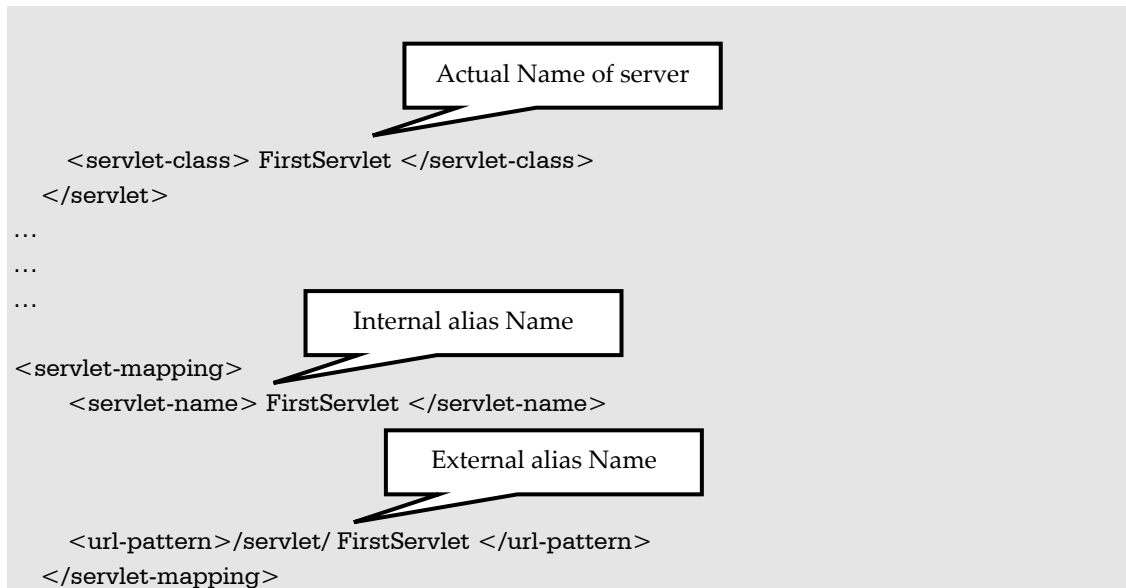 Actual Name of server
<servlet-class> FirstServlet </servlet-class>
</servlet>
…
…
…
Internal alias Name
<servlet-mapping>
<servlet-name> FirstServlet </servlet-name>
External alias Name
<url-pattern>/servlet/ FirstServlet </url-pattern>
</servlet-mapping>